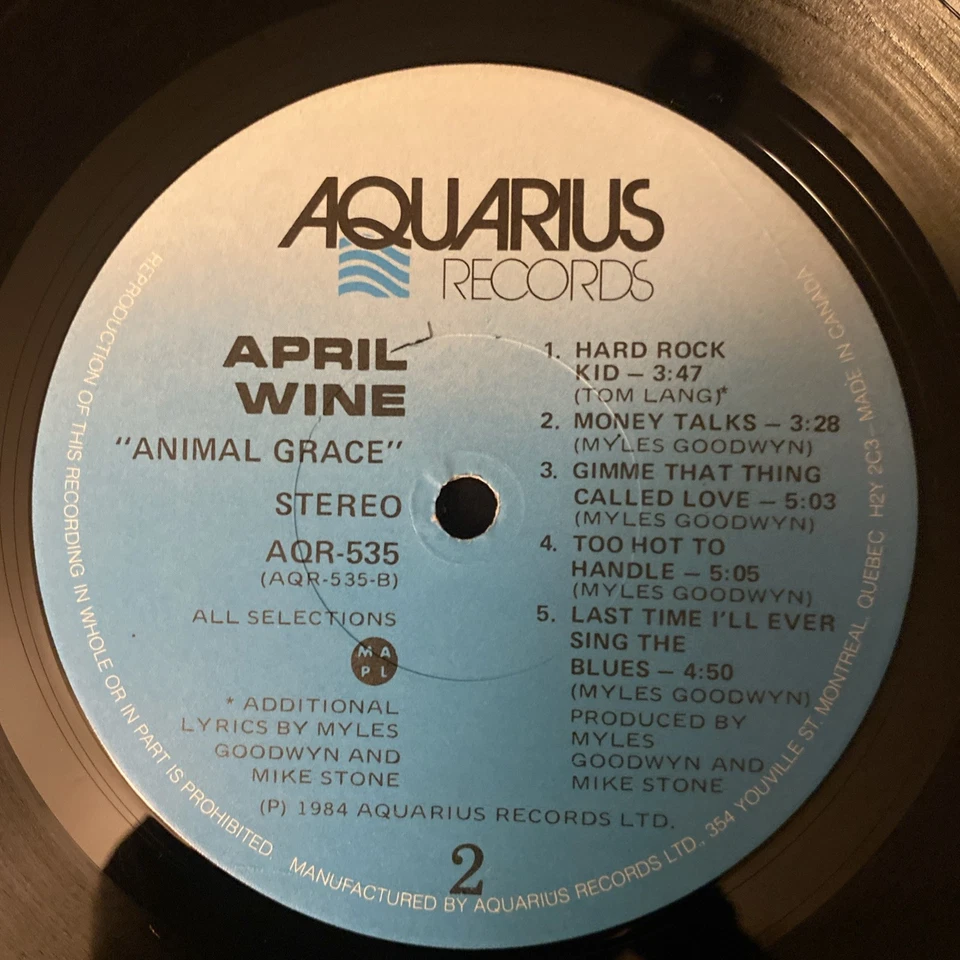 AQUARIUS
RECORDS
APRIL
WINE
"ANIMAL GRACE"
STEREO
AQR-535
(AQR-535-B)
ALL SELECTIONS
MA
PL
* ADDITIONAL
LYRICS BY MYLES
GOODWYN AND
MIKE STONE
1. HARD ROCK
KID — 3:47
(TOM LANG)*
2. MONEY TALKS — 3:28
(MYLES GOODWYN)
3. GIMME THAT THING
CALLED LOVE — 5:03
(MYLES GOODWYN)
4. TOO HOT TO
HANDLE — 5:05
(MYLES GOODWYN)
5. LAST TIME I'LL EVER
SING THE
BLUES — 4:50
(MYLES GOODWYN)
PRODUCED BY
MYLES
GOODWYN AND
MIKE STONE
(P) 1984 AQUARIUS RECORDS LTD.
2
REPRODUCTION OF THIS RECORDING IN WHOLE OR IN PART IS PROHIBITED. MANUFACTURED BY AQUARIUS RECORDS LTD., 354 YOUVILLE ST. MONTREAL, QUEBEC H2Y 2C3 — MADE IN CANADA